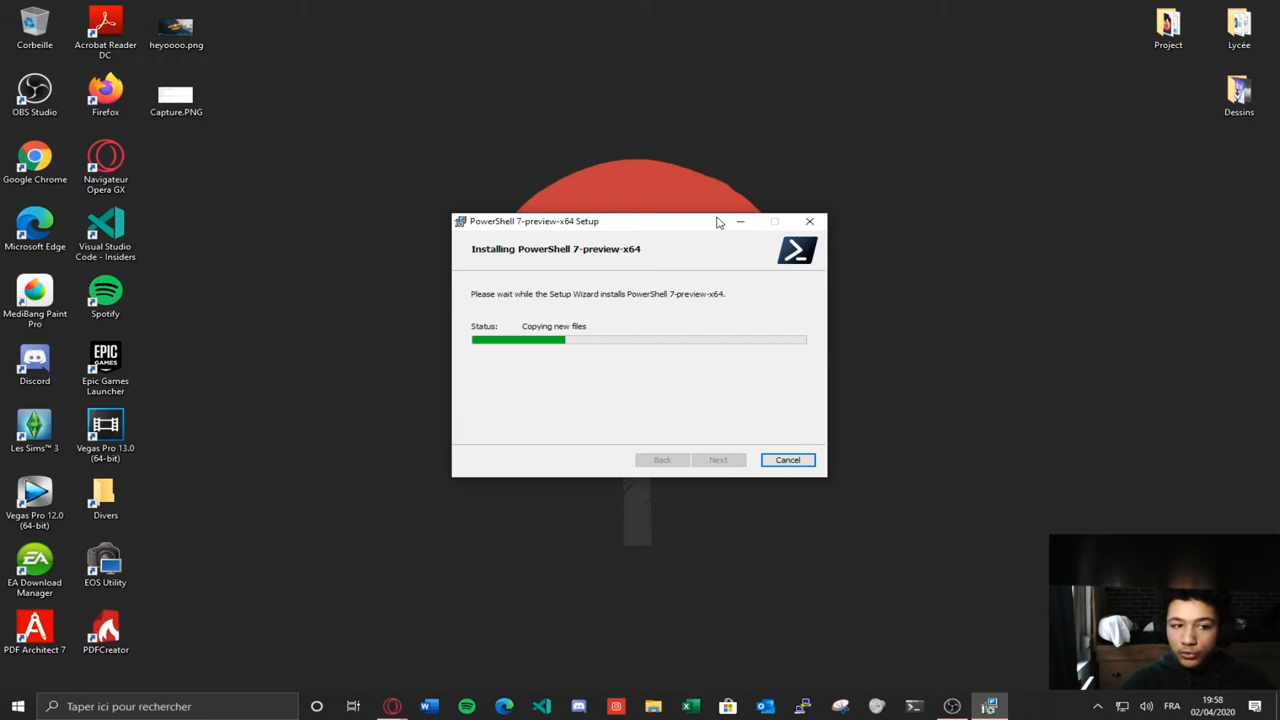 Corbeille
Acrobat Reader
DC
heyoooo.png
OBS Studio
Firefox
Capture.PNG
Google Chrome
Navigateur
Opera GX
Microsoft Edge
Visual Studio
Code - Insiders
MediBang Paint
Pro
Spotify
Discord
EPIC
GAMES
Epic Games
Launcher
Les Sims™ 3
Vegas Pro 13.0
(64-bit)
Vegas Pro 12.0
(64-bit)
Divers
EA
EA Download
Manager
EOS Utility
PDF Architect 7
PDFCreator
Project
Lycée
Dessins
PowerShell 7-preview-x64 Setup
Installing PowerShell 7-preview-x64
Please wait while the Setup Wizard installs PowerShell 7-preview-x64.
Status: Copying new files
Back
Next
Cancel
Taper ici pour rechercher
FRA
19:58
02/04/2020